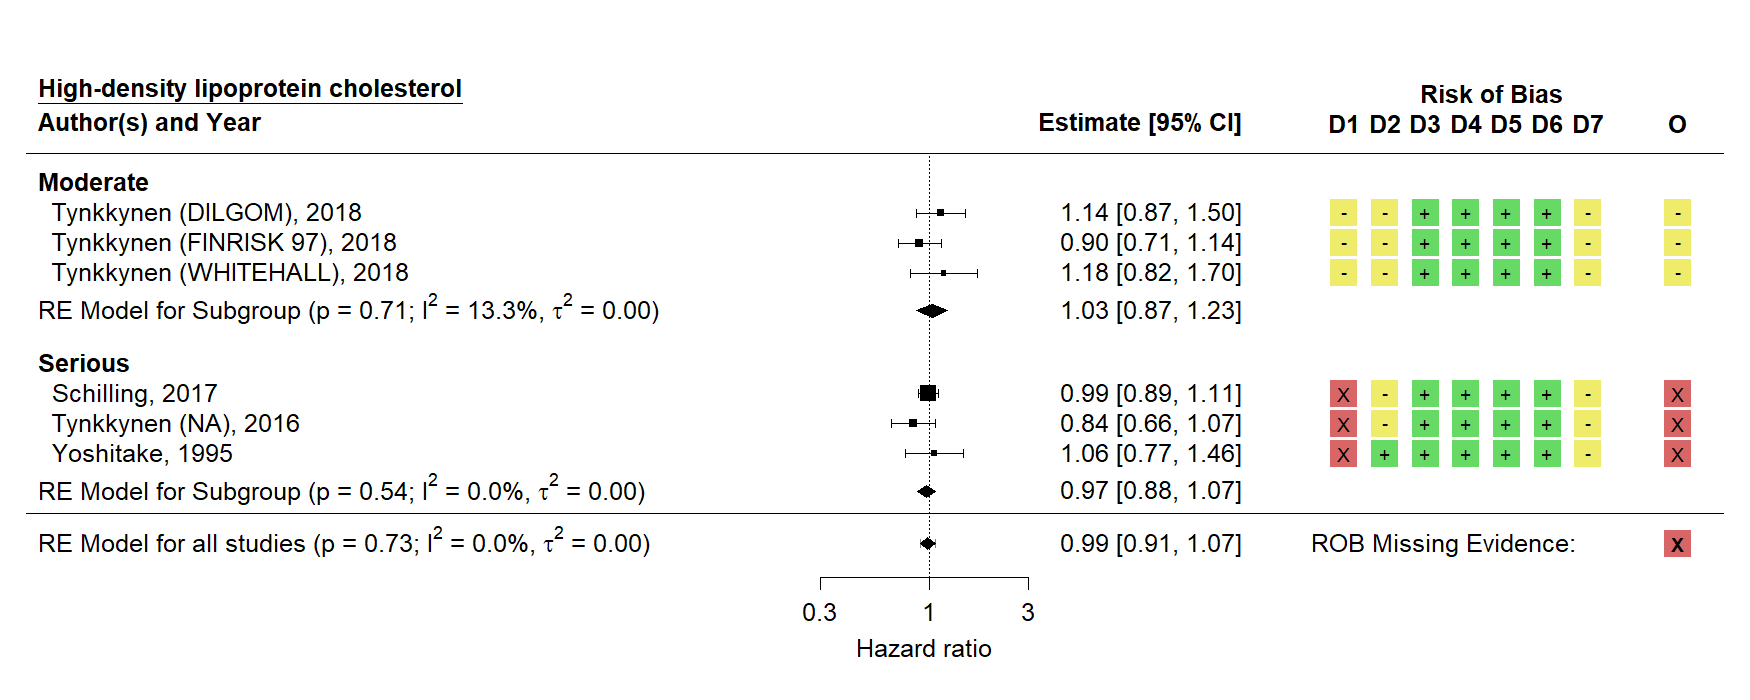 High-density lipoprotein cholesterol
Risk of Bias
Author(s) and Year Estimate [95% CI] D1 D2 D3 D4 D5 D6 D7 O
Moderate
Tynkkynen (DILGOM), 2018 1.14 [0.87, 1.50] - - + + + + - -
Tynkkynen (FINRISK 97), 2018 0.90 [0.71, 1.14] - - + + + + - -
Tynkkynen (WHITEHALL), 2018 1.18 [0.82, 1.70] - - + + + + - -
RE Model for Subgroup (p = 0.71; I² = 13.3%, τ² = 0.00) 1.03 [0.87, 1.23]
Serious
Schilling, 2017 0.99 [0.89, 1.11] X - + + + + - X
Tynkkynen (NA), 2016 0.84 [0.66, 1.07] X - + + + + - X
Yoshitake, 1995 1.06 [0.77, 1.46] X + + + + + - X
RE Model for Subgroup (p = 0.54; I² = 0.0%, τ² = 0.00) 0.97 [0.88, 1.07]
RE Model for all studies (p = 0.73; I² = 0.0%, τ² = 0.00) 0.99 [0.91, 1.07] ROB Missing Evidence: X
0.3 1 3
Hazard ratio